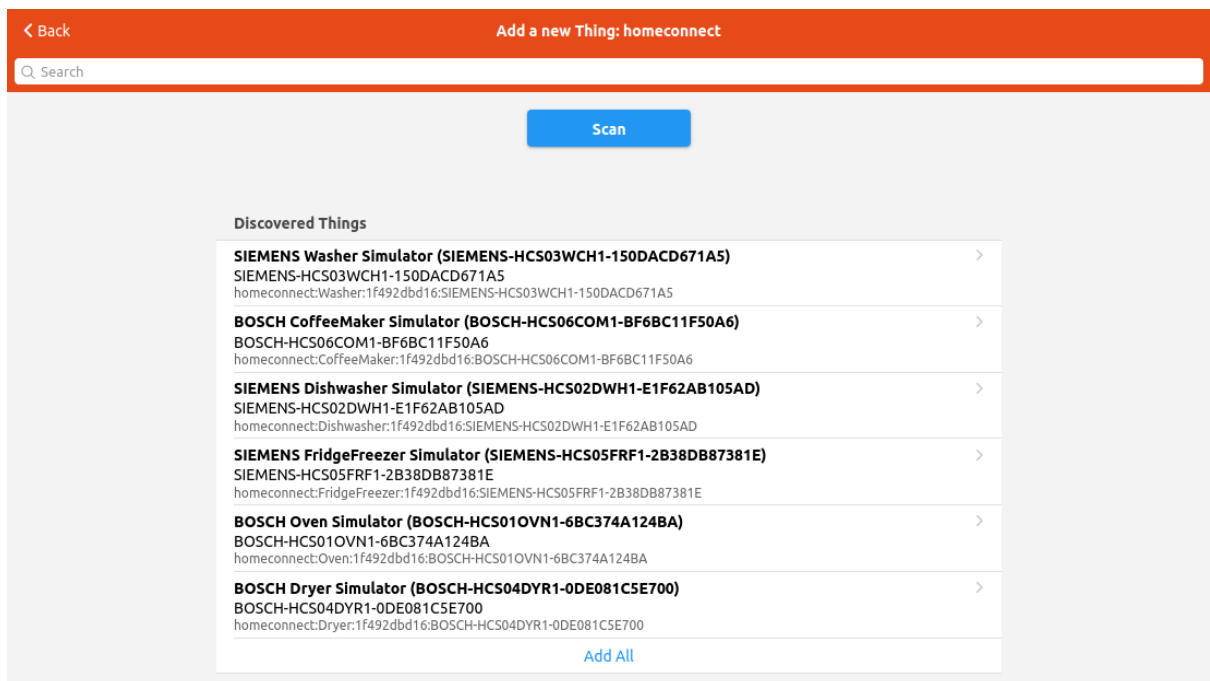 Back
Add a new Thing: homeconnect
Search
Scan
Discovered Things
SIEMENS Washer Simulator (SIEMENS-HCS03WCH1-150DACD671A5)
SIEMENS-HCS03WCH1-150DACD671A5
homeconnect:Washer:1f492dbd16:SIEMENS-HCS03WCH1-150DACD671A5
BOSCH CoffeeMaker Simulator (BOSCH-HCS06COM1-BF6BC11F50A6)
BOSCH-HCS06COM1-BF6BC11F50A6
homeconnect:CoffeeMaker:1f492dbd16:BOSCH-HCS06COM1-BF6BC11F50A6
SIEMENS Dishwasher Simulator (SIEMENS-HCS02DWH1-E1F62AB105AD)
SIEMENS-HCS02DWH1-E1F62AB105AD
homeconnect:Dishwasher:1f492dbd16:SIEMENS-HCS02DWH1-E1F62AB105AD
SIEMENS FridgeFreezer Simulator (SIEMENS-HCS05FRF1-2B38DB87381E)
SIEMENS-HCS05FRF1-2B38DB87381E
homeconnect:FridgeFreezer:1f492dbd16:SIEMENS-HCS05FRF1-2B38DB87381E
BOSCH Oven Simulator (BOSCH-HCS01OVN1-6BC374A124BA)
BOSCH-HCS01OVN1-6BC374A124BA
homeconnect:Oven:1f492dbd16:BOSCH-HCS01OVN1-6BC374A124BA
BOSCH Dryer Simulator (BOSCH-HCS04DYR1-0DE081C5E700)
BOSCH-HCS04DYR1-0DE081C5E700
homeconnect:Dryer:1f492dbd16:BOSCH-HCS04DYR1-0DE081C5E700
Add All